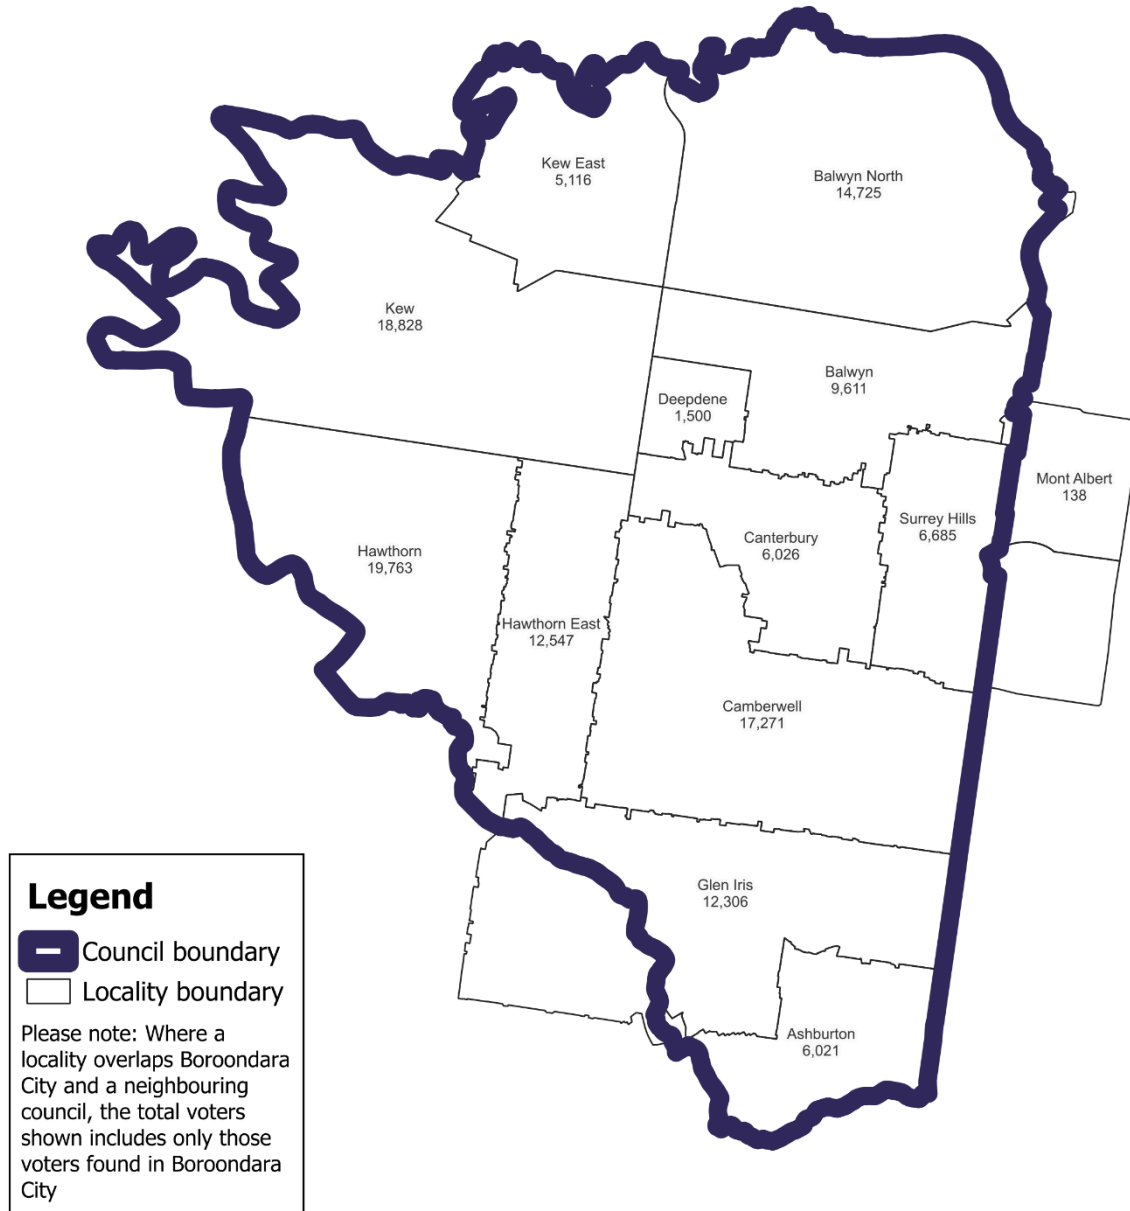 Kew East
5,116
Balwyn North
14,725
Kew
18,828
Balwyn
9,611
Deepdene
1,500
Mont Albert
138
Surrey Hills
6,685
Canterbury
6,026
Hawthorn
19,763
Hawthorn East
12,547
Camberwell
17,271
Glen Iris
12,306
Ashburton
6,021
Legend
Council boundary
Locality boundary
Please note: Where a
locality overlaps Boroondara
City and a neighbouring
council, the total voters
shown includes only those
voters found in Boroondara
City